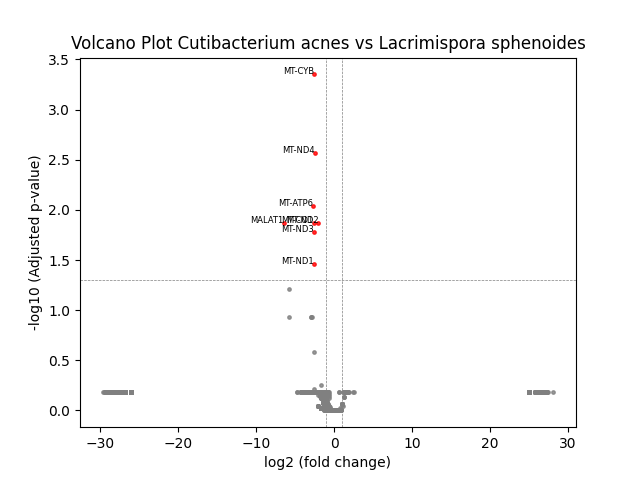 Volcano Plot Cutibacterium acnes vs Lacrimispora sphenoides
3.5
3.0
2.5
2.0
1.5
1.0
0.5
0.0
-log10 (Adjusted p-value)
MT-CYB
MT-ND4
MT-ATP6
MALAT1
MT-ND3
MT-ND1
−30
−20
−10
0
10
20
30
log2 (fold change)